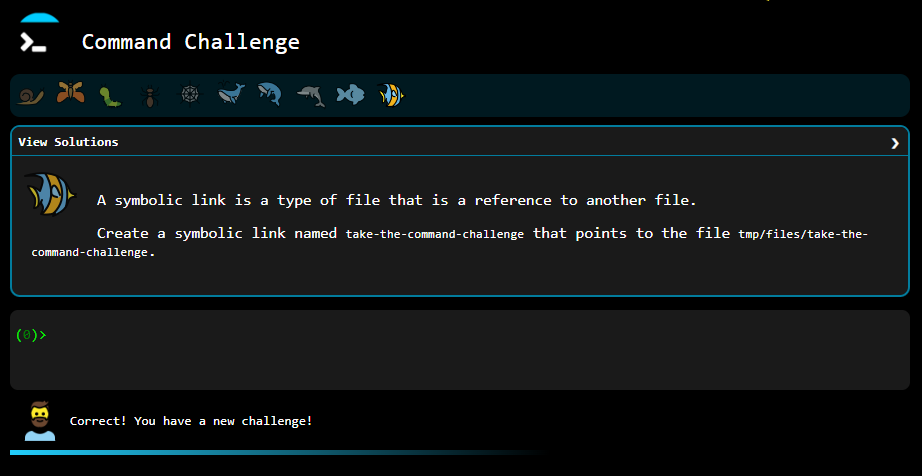 Command Challenge
View Solutions
A symbolic link is a type of file that is a reference to another file.
Create a symbolic link named take-the-command-challenge that points to the file tmp/files/take-the-
command-challenge.
(0)>
Correct! You have a new challenge!